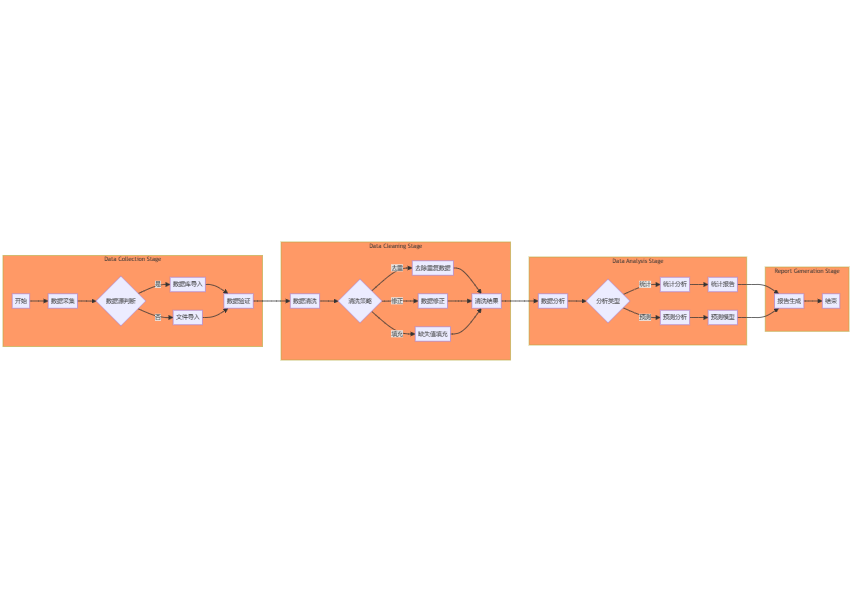 Data Collection Stage
开始
数据采集
数据源判断
是
数据库导入
否
文件导入
数据验证
Data Cleaning Stage
数据清洗
清洗策略
去重
去除重复数据
修正
数据修正
填充
缺失值填充
清洗结果
Data Analysis Stage
数据分析
分析类型
统计
统计分析
统计报告
预测
预测分析
预测模型
Report Generation Stage
报告生成
结束